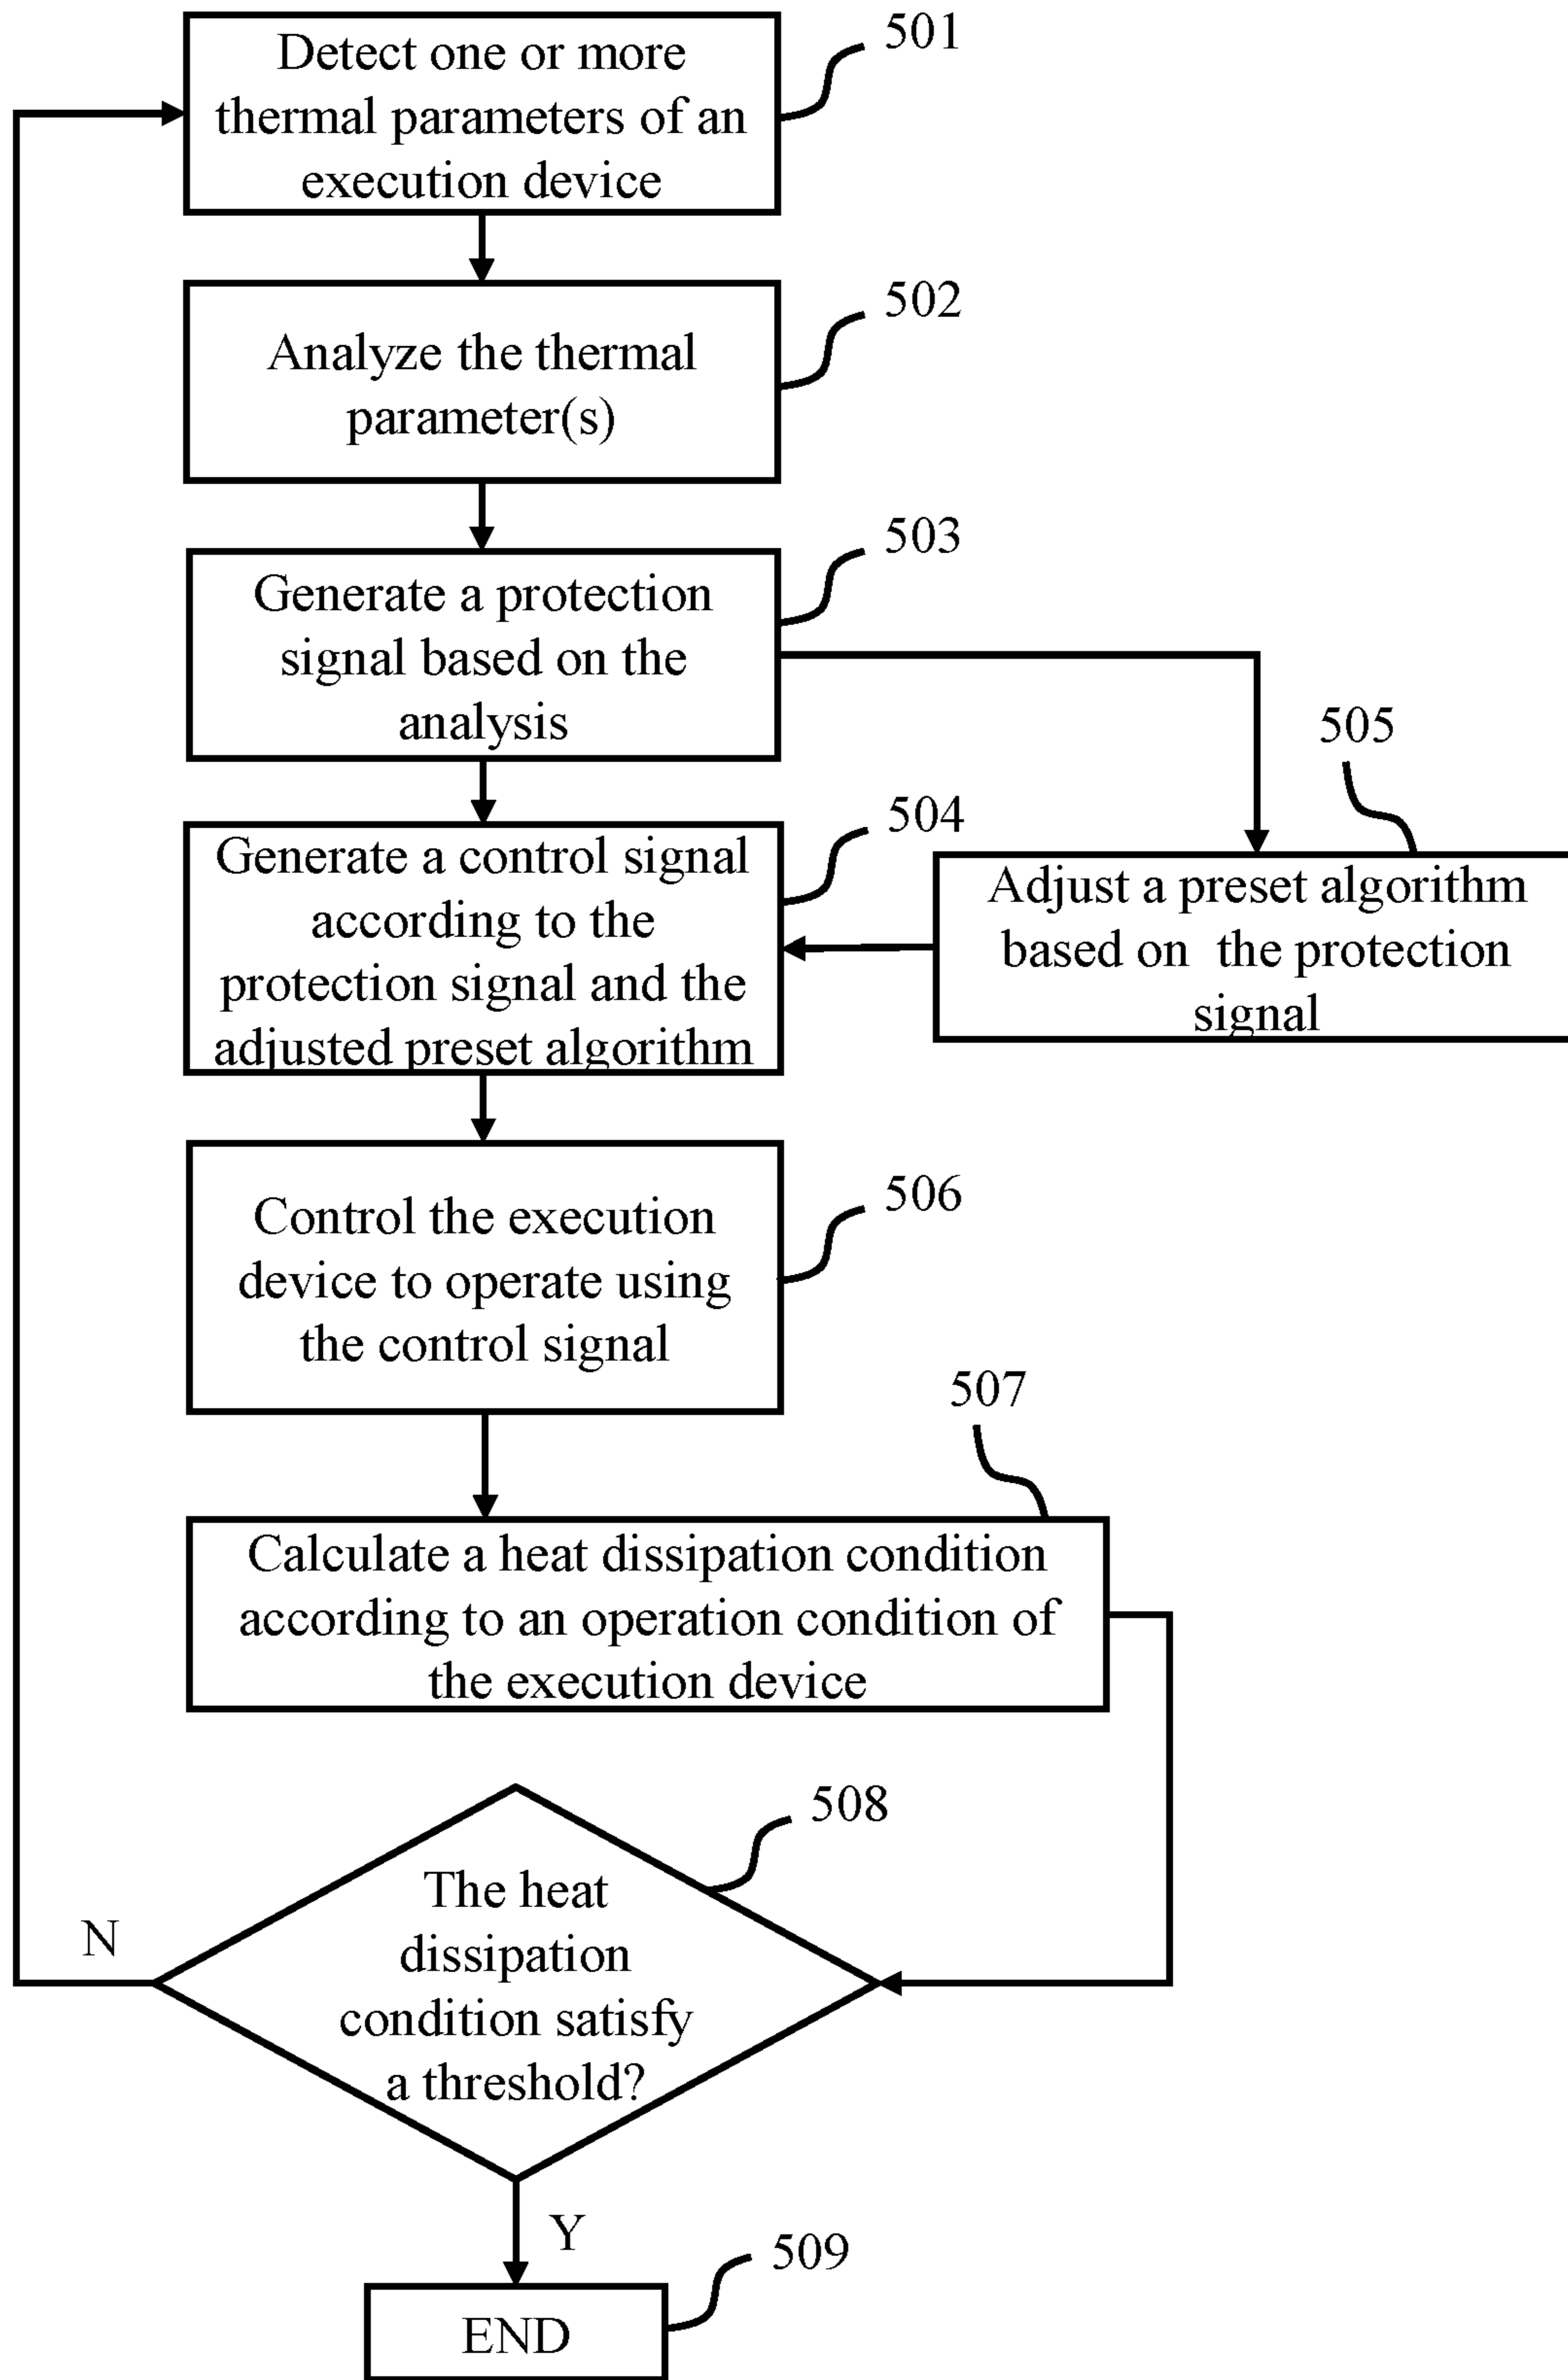 Detect one or more
thermal parameters of an
execution device
501
Analyze the thermal
parameter(s)
502
Generate a protection
signal based on the
analysis
503
Generate a control signal
according to the
protection signal and the
adjusted preset algorithm
504
505
Adjust a preset algorithm
based on the protection
signal
Control the execution
device to operate using
the control signal
506
507
Calculate a heat dissipation condition
according to an operation condition of
the execution device
508
The heat
dissipation
condition satisfy
a threshold?
N
Y
END
509